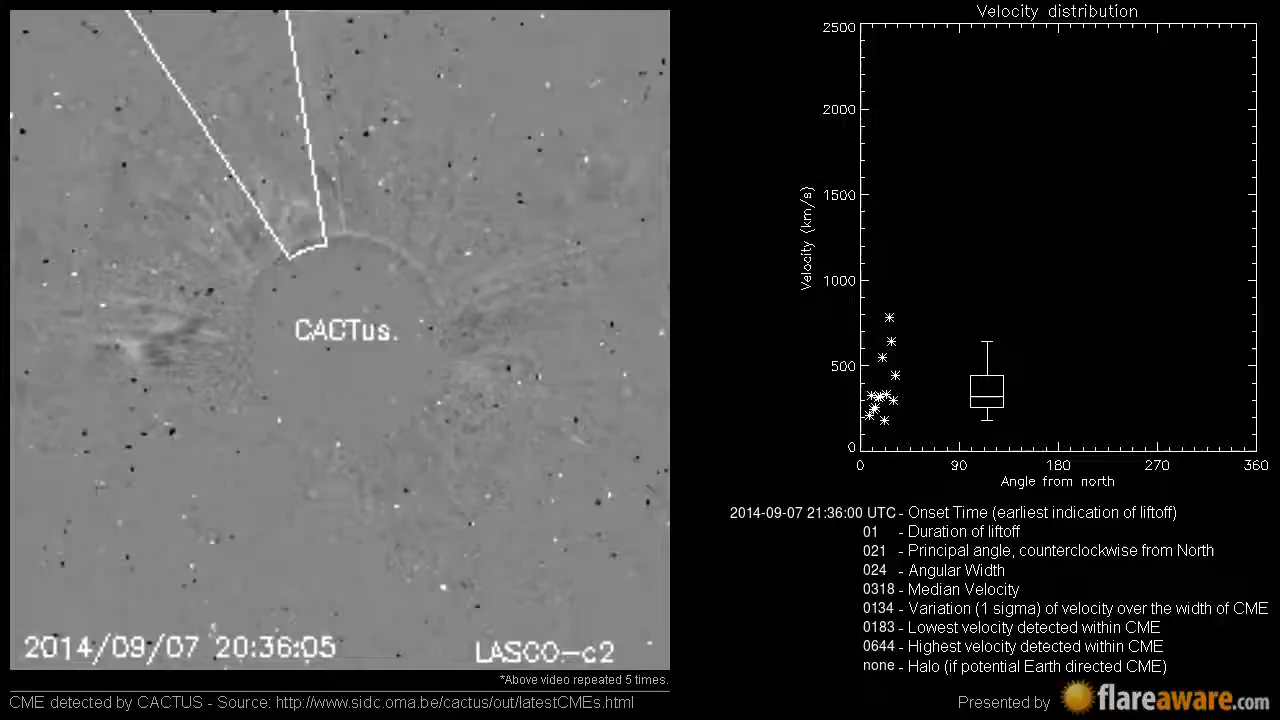 Velocity distribution
2500
2000
1500
1000
500
0
Velocity (km/s)
0 90 180 270 360
Angle from north
CACTus.
2014/09/07 20:36:05
LASCO-c2
*Above video repeated 5 times.
CME detected by CACTUS - Source: http://www.sidc.oma.be/cactus/out/latestCMEs.html
2014-09-07 21:36:00 UTC - Onset Time (earliest indication of liftoff)
01 - Duration of liftoff
021 - Principal angle, counterclockwise from North
024 - Angular Width
0318 - Median Velocity
0134 - Variation (1 sigma) of velocity over the width of CME
0183 - Lowest velocity detected within CME
0644 - Highest velocity detected within CME
none - Halo (if potential Earth directed CME)
Presented by flareaware.com